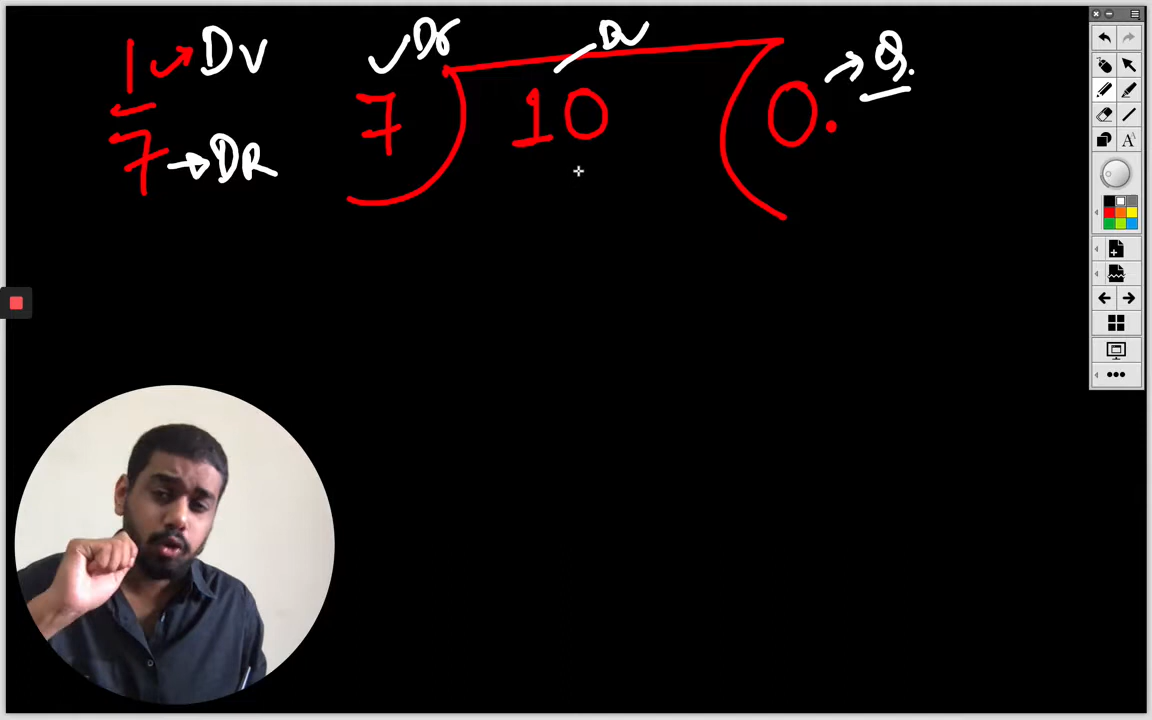 1 → DV
7 → DR
Dr
Dv
7 10 0.
→ Q.